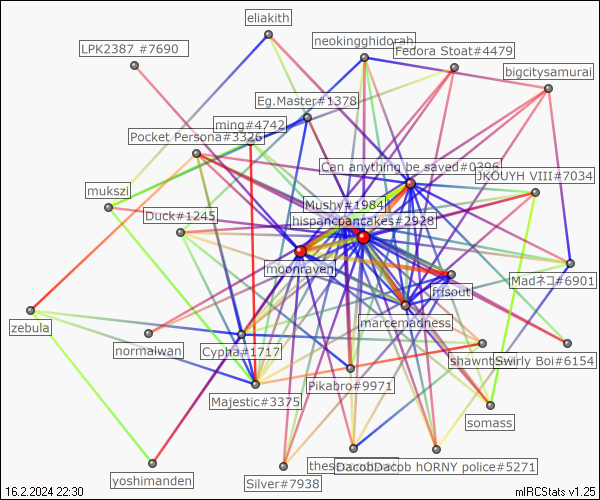 eliakith
neokingghidorah
LPK2387 #7690
Fedora Stoat#4479
bigcitysamurai
Eg.Master#1378
ming#4742
Pocket Persona#3326
Can anything be saved#0396
JKOUYH VIII#7034
mukszi
Mushy#1984
Duck#1245
hispancpancakes#2928
moonraven
Madネコ#6901
frisout
marcemadness
zebula
normalwan
Cypha#1717
Swirly Boi#6154
Pikabro#9971
Majestic#3375
somass
DacobDacob hORNY police#5271
yoshimanden
Silver#7938
16.2.2024 22:30
mIRCStats v1.25